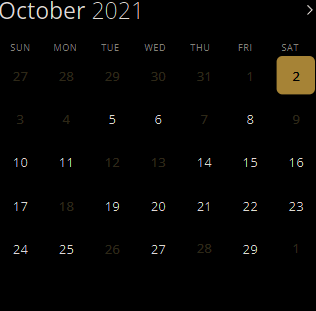 October 2021 >
SUN MON TUE WED THU FRI SAT
27 28 29 30 31 1 2
3 4 5 6 7 8 9
10 11 12 13 14 15 16
17 18 19 20 21 22 23
24 25 26 27 28 29 1